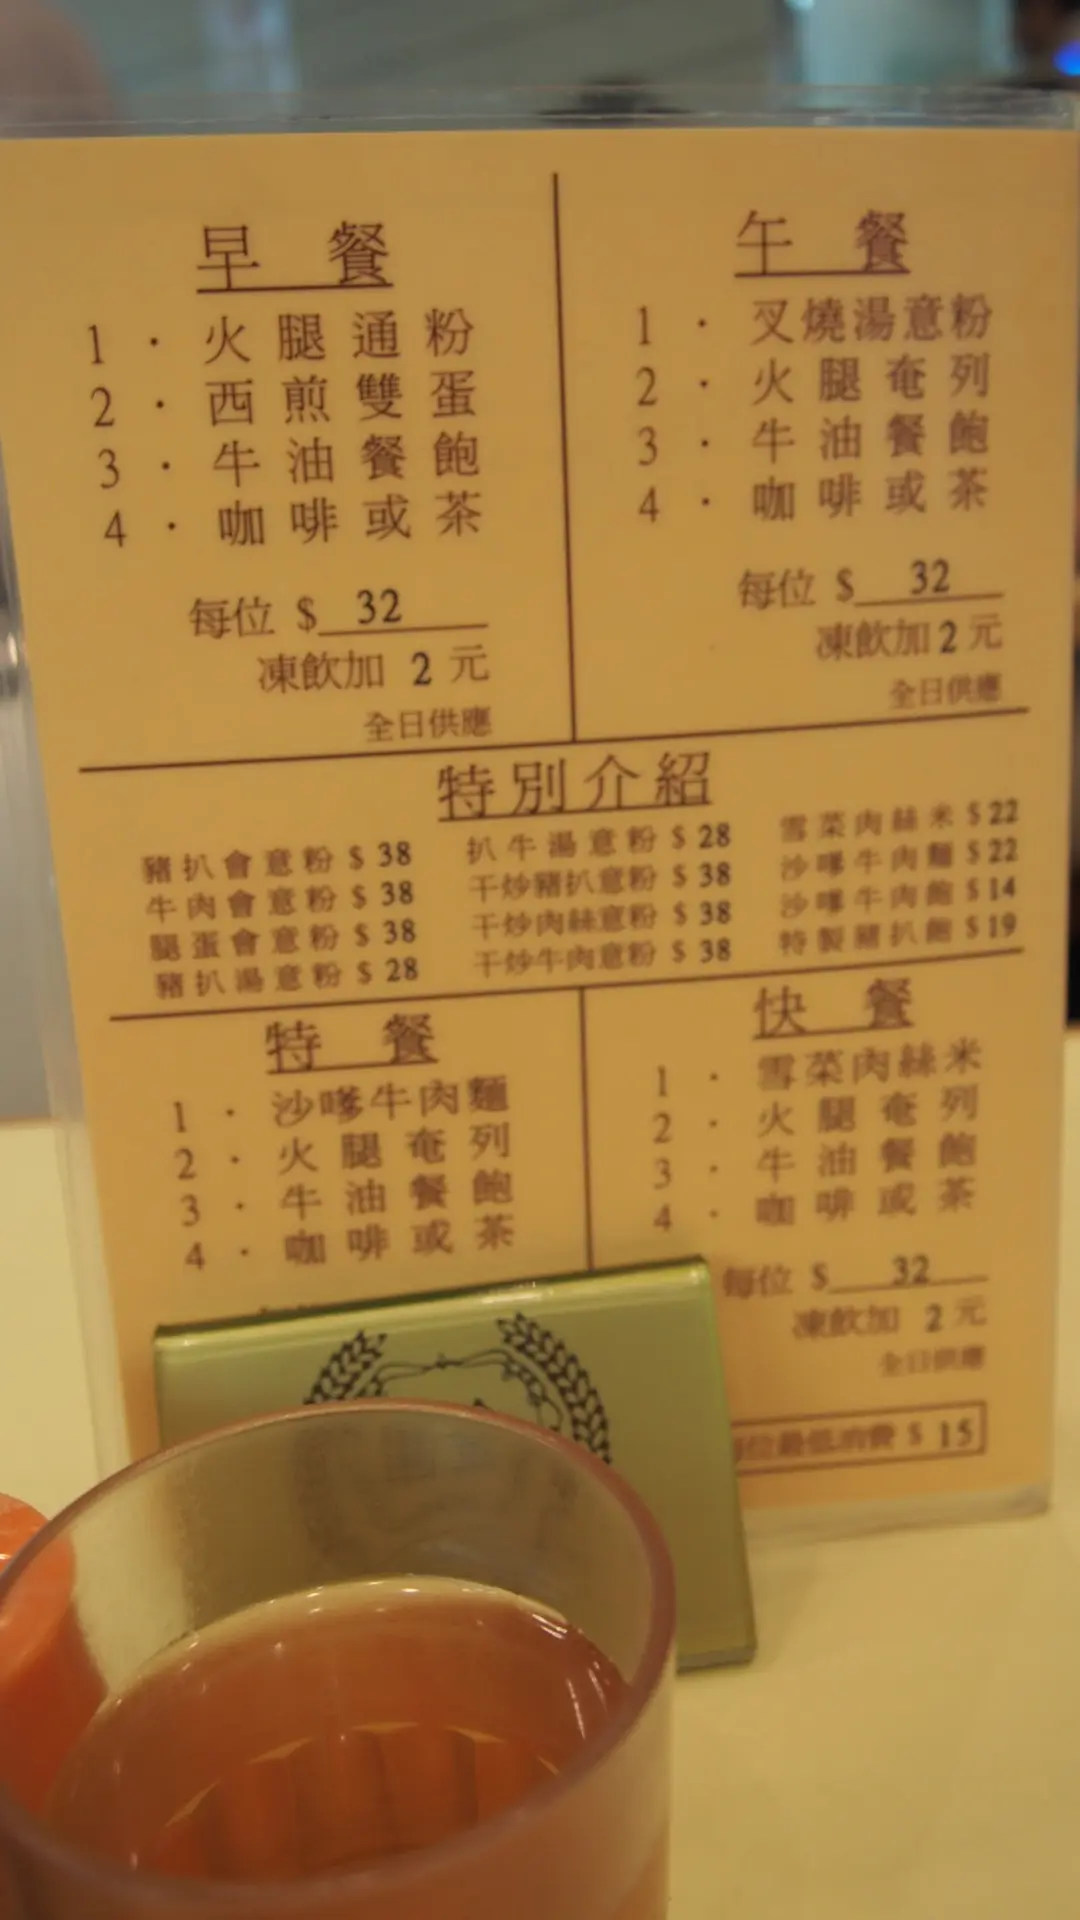 早餐
1．火腿通粉
2．西煎雙蛋
3．牛油餐飽
4．咖啡或茶
每位 $ 32
凍飲加 2 元
全日供應
午餐
1．叉燒湯意粉
2．火腿奄列
3．牛油餐飽
4．咖啡或茶
每位 $ 32
凍飲加 2 元
全日供應
特別介紹
豬扒會意粉 $ 38
牛肉會意粉 $ 38
腿蛋會意粉 $ 38
豬扒湯意粉 $ 28
扒牛湯意粉 $ 28
干炒豬扒意粉 $ 38
干炒肉絲意粉 $ 38
干炒牛肉意粉 $ 38
雪菜肉絲米 $ 22
沙嗲牛肉麵 $ 22
沙嗲牛肉飽 $ 14
特製豬扒飽 $ 19
特餐
1．沙嗲牛肉麵
2．火腿奄列
3．牛油餐飽
4．咖啡或茶
快餐
1．雪菜肉絲米
2．火腿奄列
3．牛油餐飽
4．咖啡或茶
每位 $ 32
凍飲加 2 元
全日供應
位最低消費 $ 15